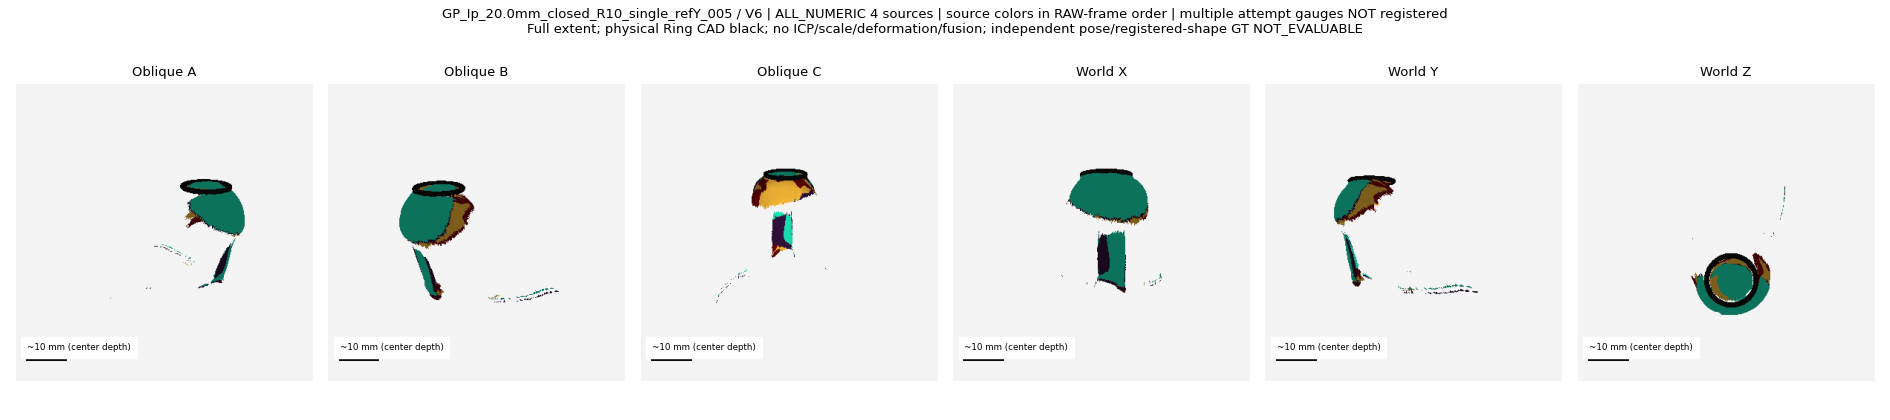 GP_Ip_20.0mm_closed_R10_single_refY_005 / V6 | ALL_NUMERIC 4 sources | source colors in RAW-frame order | multiple attempt gauges NOT registered
Full extent; physical Ring CAD black; no ICP/scale/deformation/fusion; independent pose/registered-shape GT NOT_EVALUABLE
Oblique A
Oblique B
Oblique C
World X
World Y
World Z
~10 mm (center depth)
~10 mm (center depth)
~10 mm (center depth)
~10 mm (center depth)
~10 mm (center depth)
~10 mm (center depth)